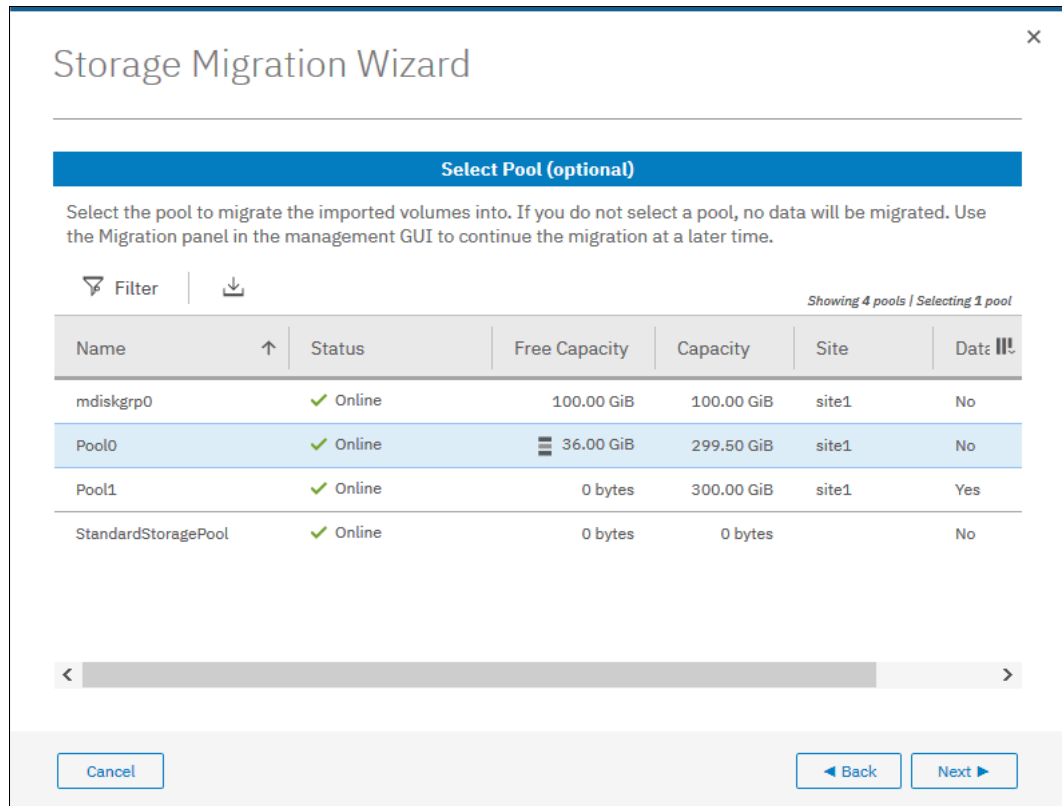 Storage Migration Wizard
Select Pool (optional)
Select the pool to migrate the imported volumes into. If you do not select a pool, no data will be migrated. Use
the Migration panel in the management GUI to continue the migration at a later time.
Filter
Showing 4 pools | Selecting 1 pool
Name Status Free Capacity Capacity Site Data
mdiskgrp0 Online 100.00 GiB 100.00 GiB site1 No
Pool0 Online 36.00 GiB 299.50 GiB site1 No
Pool1 Online 0 bytes 300.00 GiB site1 Yes
StandardStoragePool Online 0 bytes 0 bytes No
Cancel Back Next